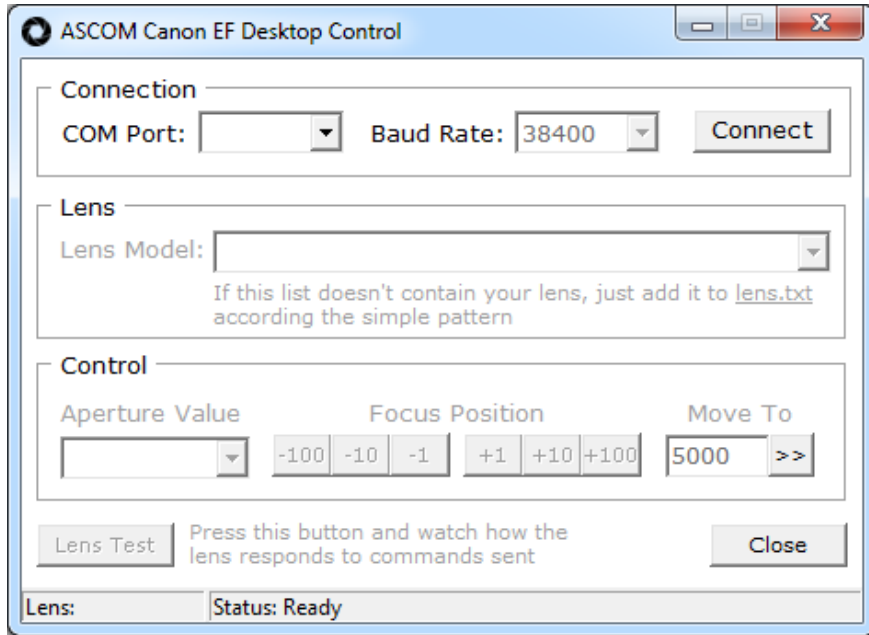 ASCOM Canon EF Desktop Control
Connection
COM Port: Baud Rate: 38400 Connect
Lens
Lens Model:
If this list doesn't contain your lens, just add it to lens.txt
according the simple pattern
Control
Aperture Value Focus Position Move To
-100 -10 -1 +1 +10 +100 5000 >>
Lens Test Press this button and watch how the
lens responds to commands sent Close
Lens: Status: Ready